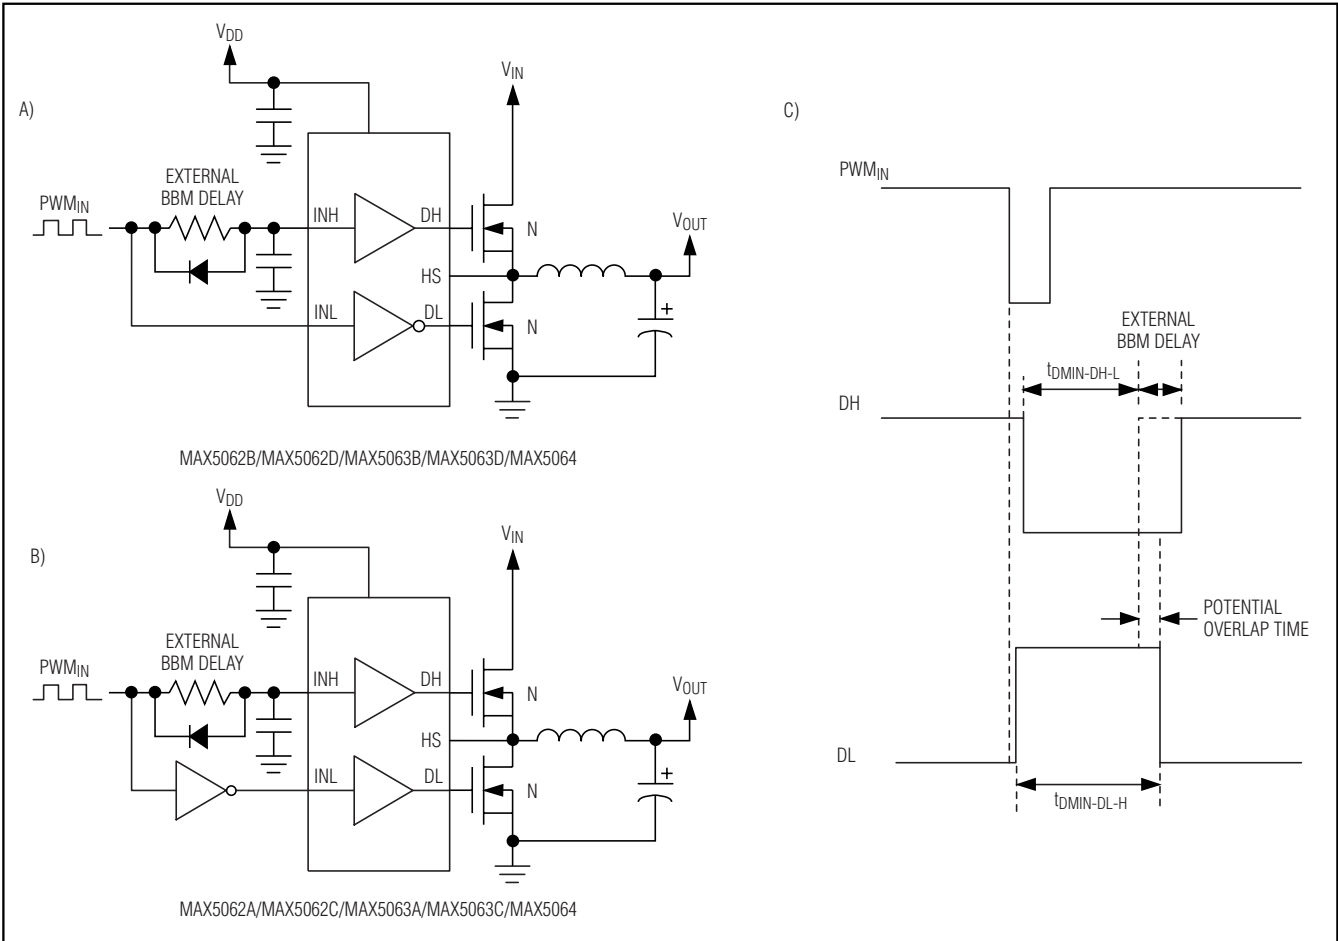 A)
VDD
VIN
EXTERNAL
BBM DELAY
PWMIN
INH
DH
N
VOUT
HS
INL
DL
N
+
MAX5062B/MAX5062D/MAX5063B/MAX5063D/MAX5064
B)
VDD
VIN
EXTERNAL
BBM DELAY
PWMIN
INH
DH
N
VOUT
HS
INL
DL
N
+
MAX5062A/MAX5062C/MAX5063A/MAX5063C/MAX5064
C)
PWMIN
EXTERNAL
BBM DELAY
tDMIN-DH-L
DH
POTENTIAL
OVERLAP TIME
DL
tDMIN-DL-H